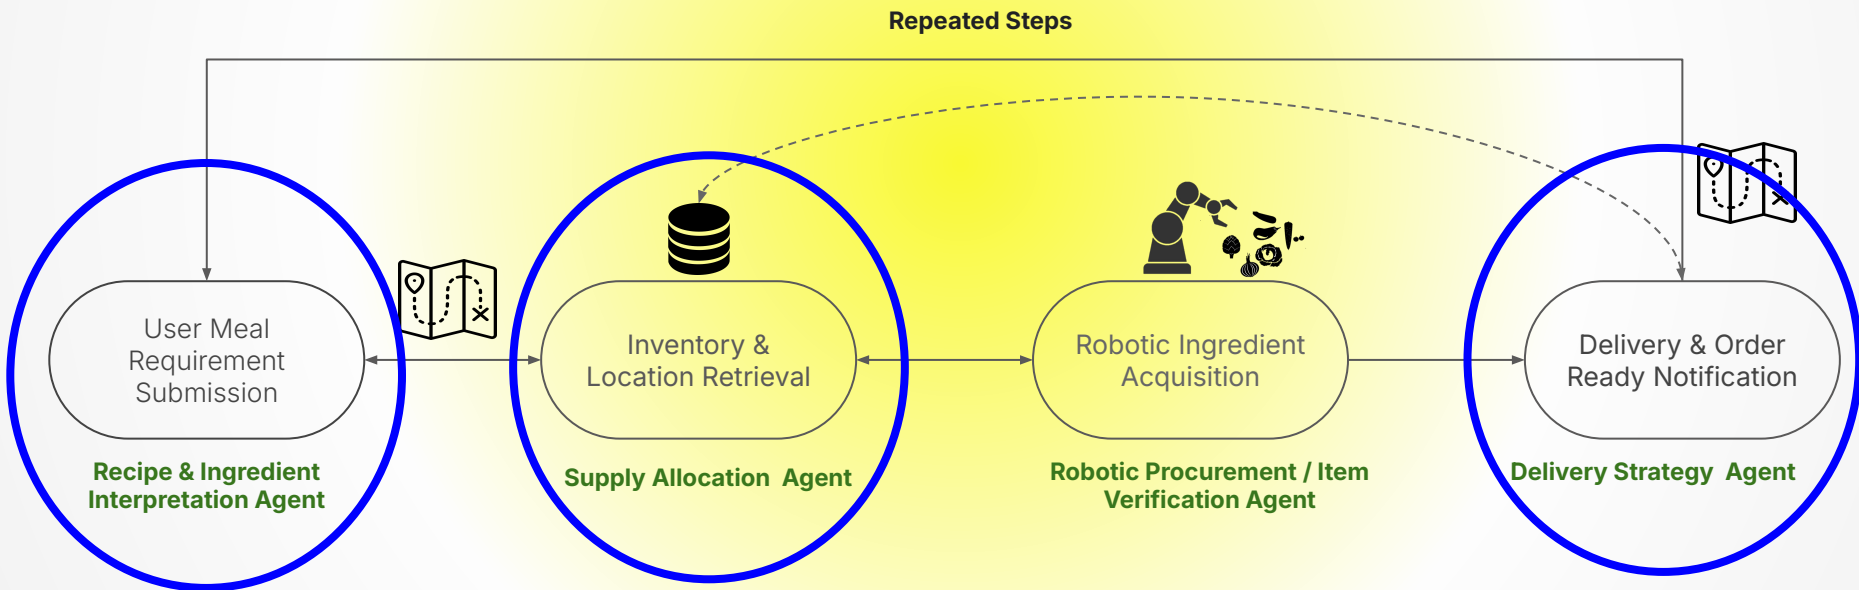 Repeated Steps
User Meal
Requirement
Submission
Inventory &
Location Retrieval
Robotic Ingredient
Acquisition
Delivery & Order
Ready Notification
Recipe & Ingredient
Interpretation Agent
Supply Allocation  Agent
Robotic Procurement / Item
Verification Agent
Delivery Strategy  Agent